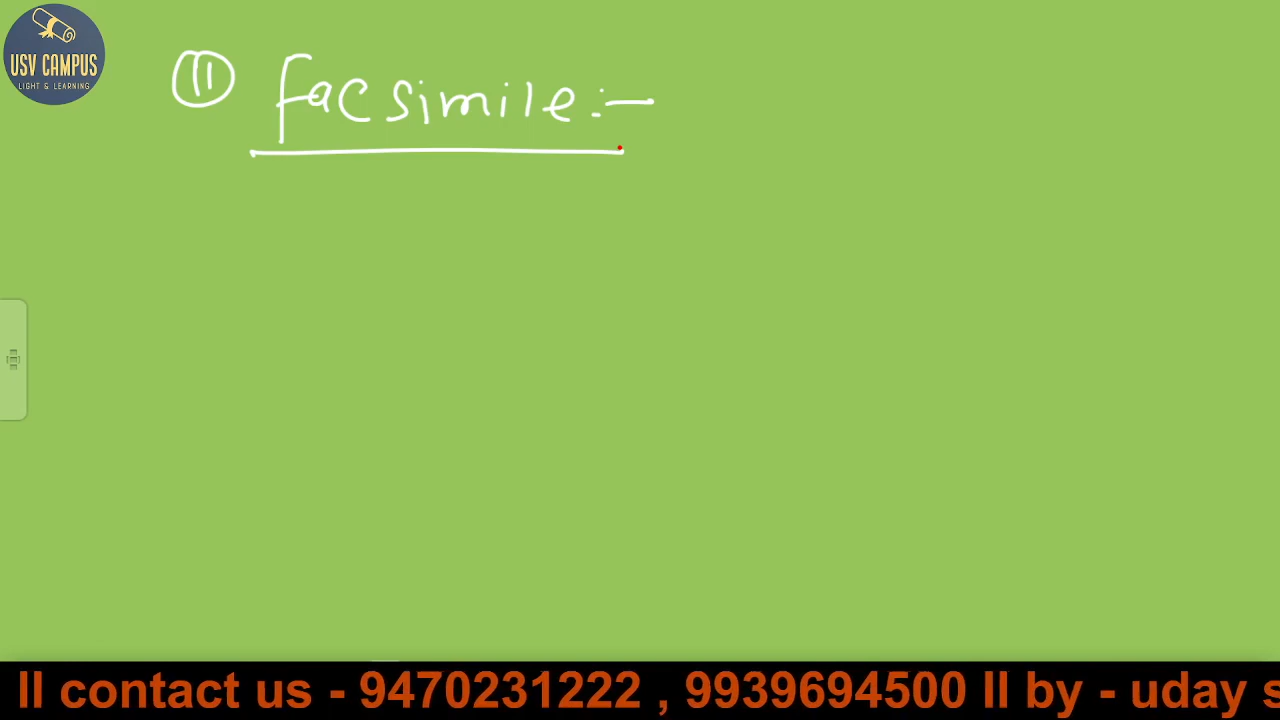 USV CAMPUS
LIGHT & LEARNING
⑪ facsimile :-
ll contact us - 9470231222 , 9939694500 ll by - uday s